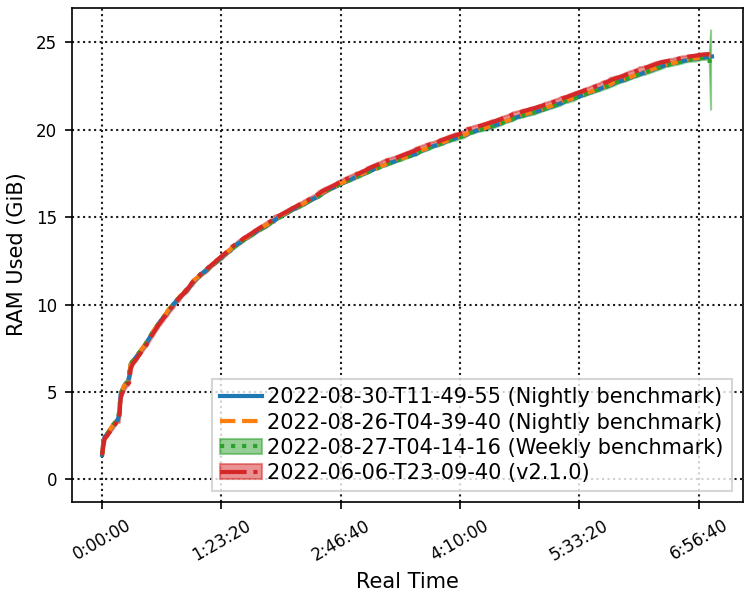 25
20
15
10
5
0
RAM Used (GiB)
2022-08-30-T11-49-55 (Nightly benchmark)
2022-08-26-T04-39-40 (Nightly benchmark)
2022-08-27-T04-14-16 (Weekly benchmark)
2022-06-06-T23-09-40 (v2.1.0)
0:00:00
1:23:20
2:46:40
4:10:00
5:33:20
6:56:40
Real Time